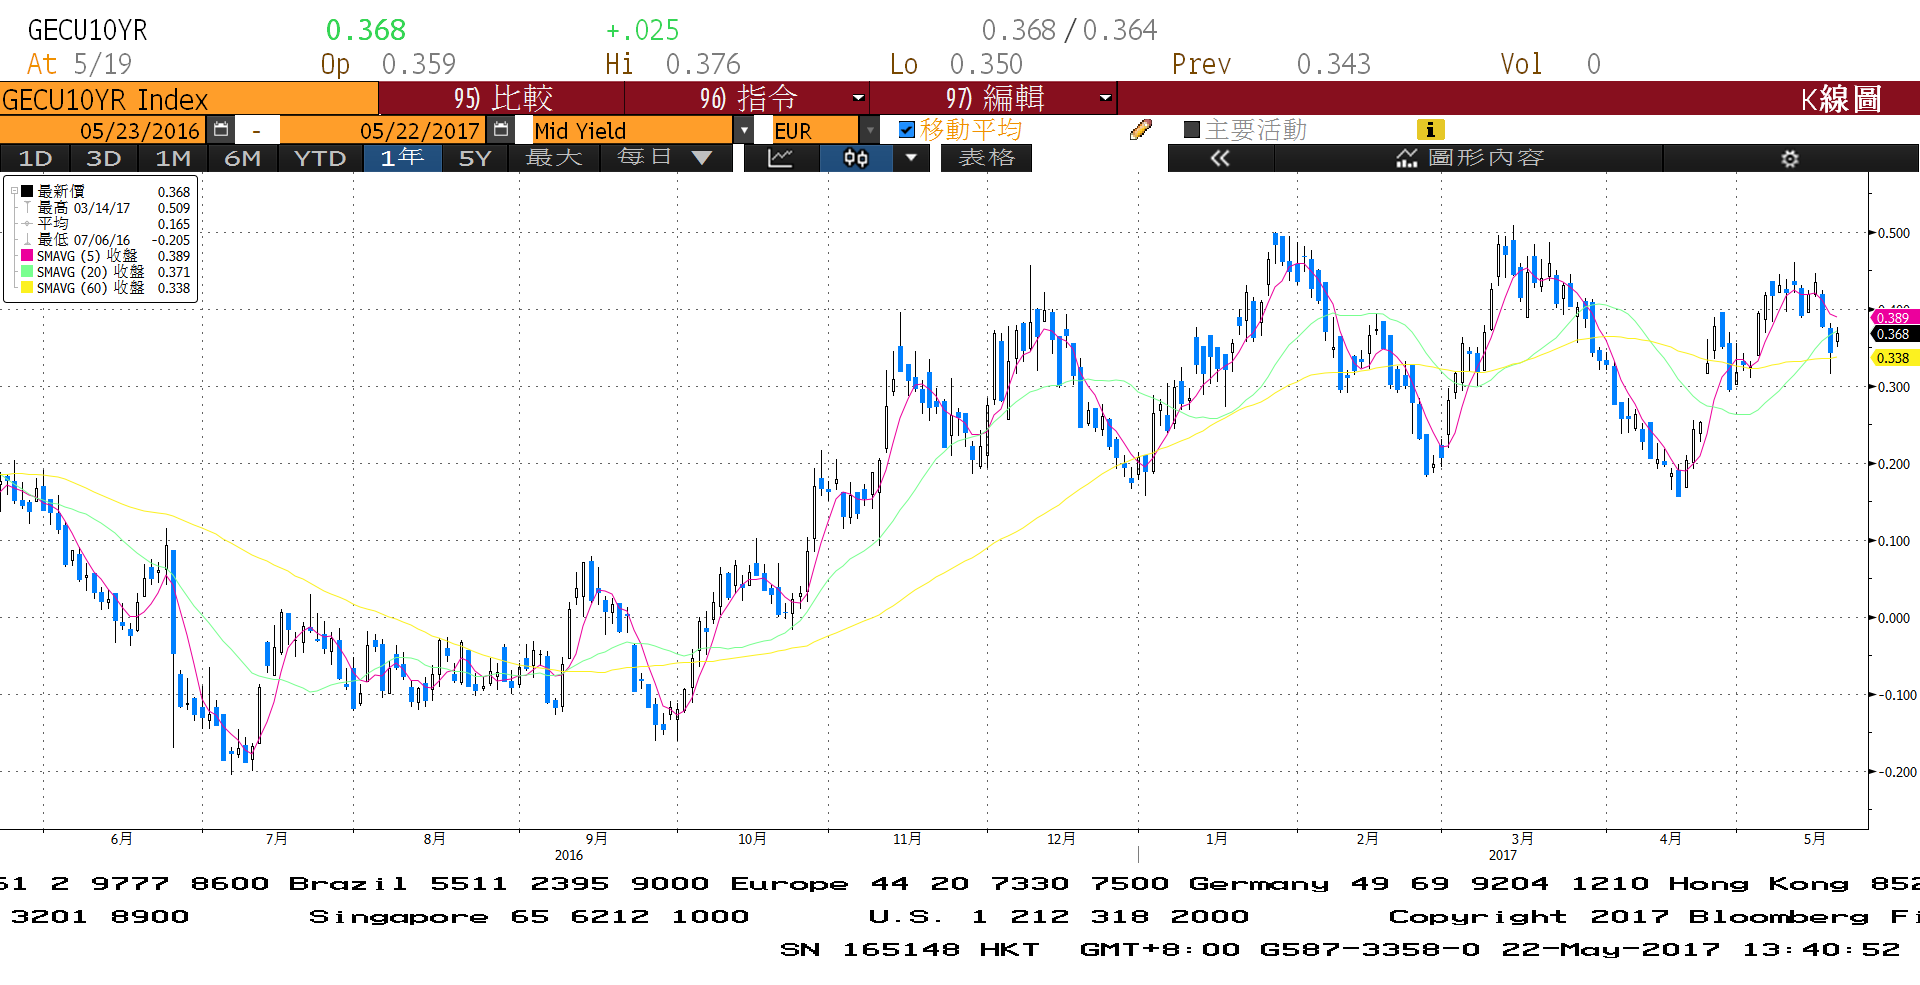 GECU10YR 0.368 +.025 0.368 / 0.364
At 5/19 Op 0.359 Hi 0.376 Lo 0.350 Prev 0.343 Vol 0
GECU10YR Index 95) 比較 96) 指令 97) 編輯 K線圖
05/23/2016 - 05/22/2017 Mid Yield EUR 移動平均 主要活動 i
1D 3D 1M 6M YTD 1年 5Y 最大 每日 表格 « 圖形內容
最新價 0.368
最高 03/14/17 0.509
平均 0.165
最低 07/06/16 -0.205
SMAVG (5) 收盤 0.389
SMAVG (20) 收盤 0.371
SMAVG (60) 收盤 0.338
0.500
0.400
0.389
0.368
0.338
0.300
0.200
0.100
0.000
-0.100
-0.200
6月 7月 8月 9月 10月 11月 12月 1月 2月 3月 4月 5月
2016 2017
61 2 9777 8600 Brazil 5511 2395 9000 Europe 44 20 7330 7500 Germany 49 69 9204 1210 Hong Kong 852
3201 8900 Singapore 65 6212 1000 U.S. 1 212 318 2000 Copyright 2017 Bloomberg Fi
SN 165148 HKT GMT+8:00 G587-3358-0 22-May-2017 13:40:52